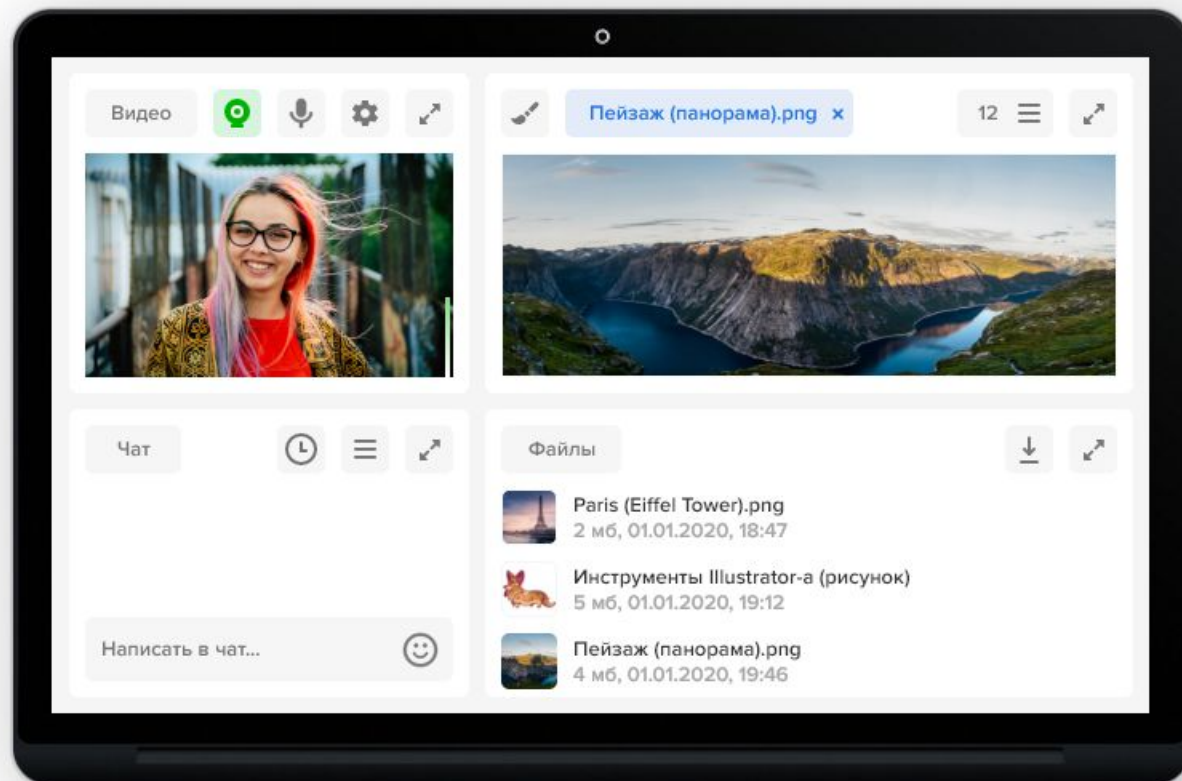 Видео
Пейзаж (панорама).png ×
12
Чат
Написать в чат...
Файлы
Paris (Eiffel Tower).png
2 мб, 01.01.2020, 18:47
Инструменты Illustrator-а (рисунок)
5 мб, 01.01.2020, 19:12
Пейзаж (панорама).png
4 мб, 01.01.2020, 19:46